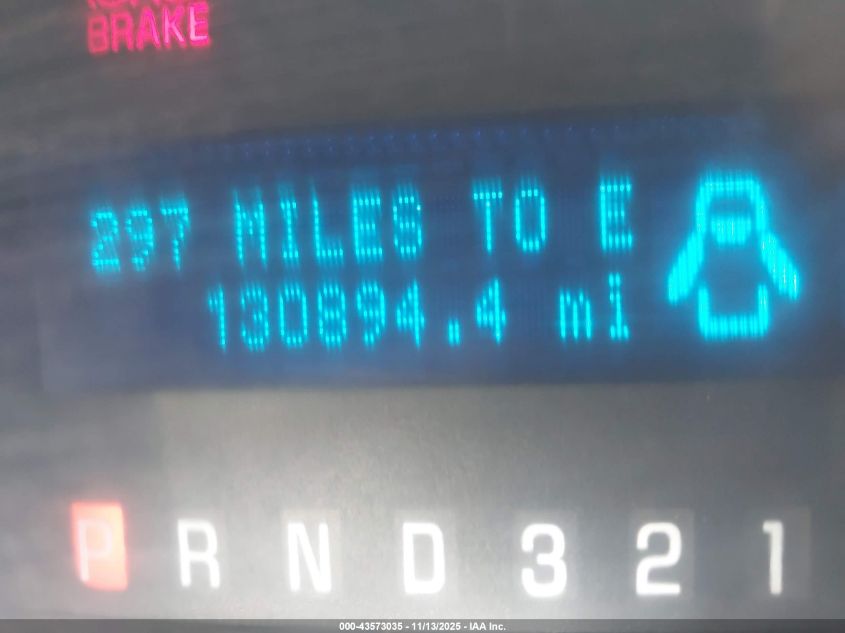 BRAKE
297 MILES TO E
130894.4 mi
P R N D 3 2 1
000-43573035 - 11/13/2025 - IAA Inc.